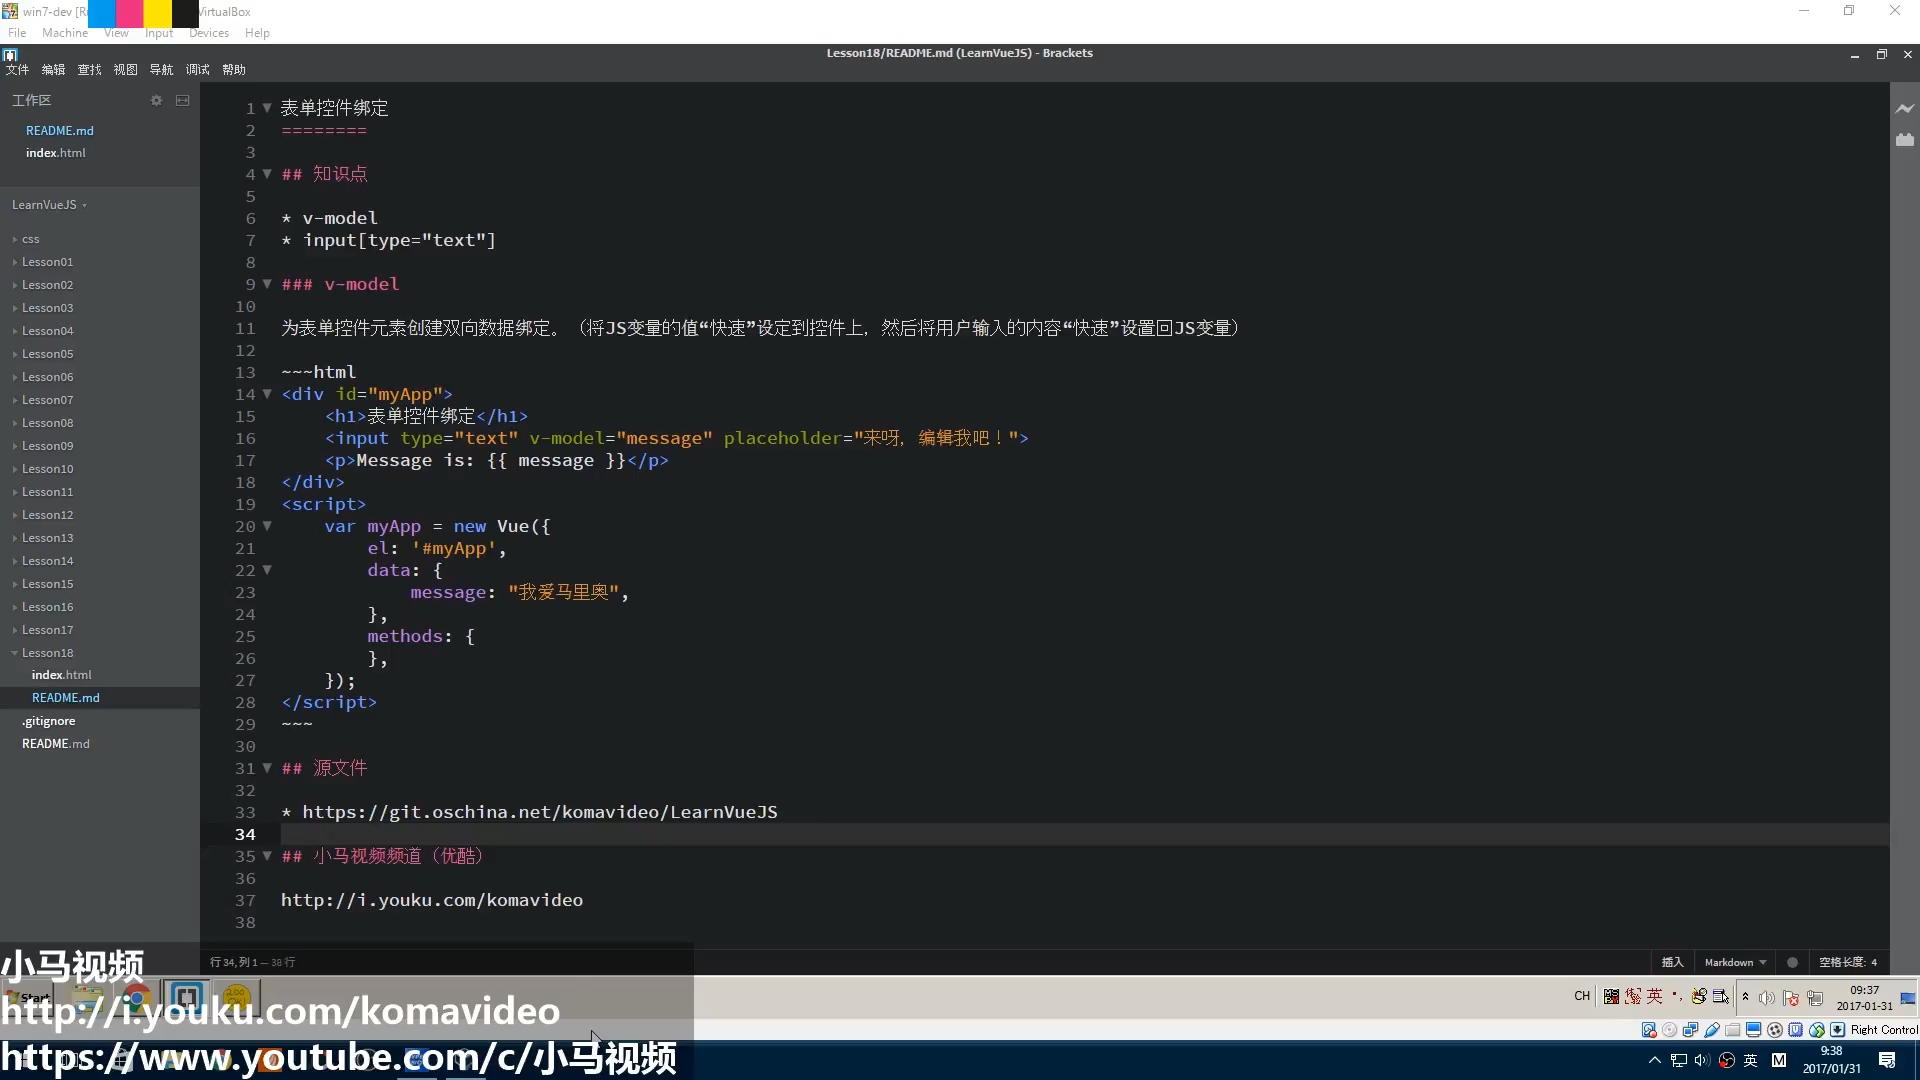 win7-dev [R
VirtualBox
File Machine View Input Devices Help
Lesson18/README.md (LearnVueJS) - Brackets
文件 编辑 查找 视图 导航 调试 帮助
工作区
README.md
index.html
LearnVueJS
css
Lesson01
Lesson02
Lesson03
Lesson04
Lesson05
Lesson06
Lesson07
Lesson08
Lesson09
Lesson10
Lesson11
Lesson12
Lesson13
Lesson14
Lesson15
Lesson16
Lesson17
Lesson18
index.html
README.md
.gitignore
README.md
1 表单控件绑定
2 ========
3
4 ## 知识点
5
6 * v-model
7 * input[type="text"]
8
9 ### v-model
10
11 为表单控件元素创建双向数据绑定。（将JS变量的值“快速”设定到控件上，然后将用户输入的内容“快速”设置回JS变量）
12
13 ~~~html
14 <div id="myApp">
15     <h1>表单控件绑定</h1>
16     <input type="text" v-model="message" placeholder="来呀，编辑我吧！">
17     <p>Message is: {{ message }}</p>
18 </div>
19 <script>
20     var myApp = new Vue({
21         el: '#myApp',
22         data: {
23             message: "我爱马里奥",
24         },
25         methods: {
26         },
27     });
28 </script>
29 ~~~
30
31 ## 源文件
32
33 * https://git.oschina.net/komavideo/LearnVueJS
34
35 ## 小马视频频道（优酷）
36
37 http://i.youku.com/komavideo
38
行 34, 列 1 — 38 行
插入 Markdown 空格长度: 4
小马视频
http://i.youku.com/komavideo
https://www.youtube.com/c/小马视频
Start
CH 英
09:37
2017-01-31
Right Control
英 M
9:38
2017/01/31